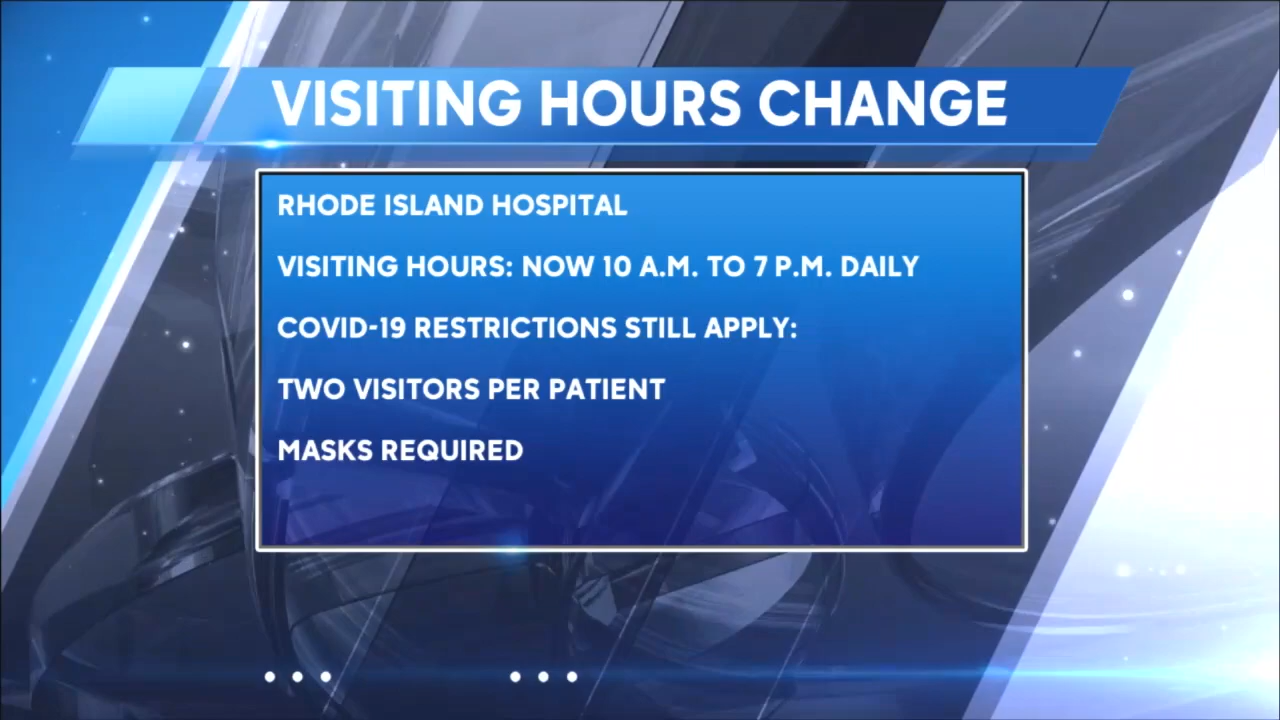 VISITING HOURS CHANGE
RHODE ISLAND HOSPITAL
VISITING HOURS: NOW 10 A.M. TO 7 P.M. DAILY
COVID-19 RESTRICTIONS STILL APPLY:
TWO VISITORS PER PATIENT
MASKS REQUIRED